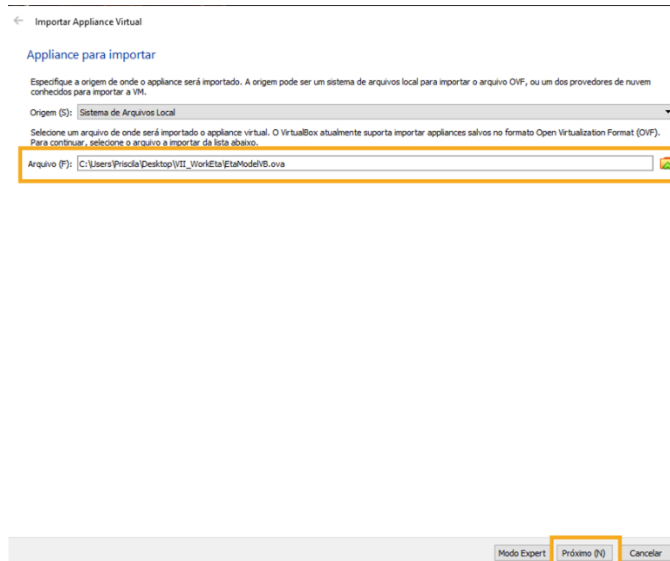 Importar Appliance Virtual
Appliance para importar
Especifique a origem de onde o appliance será importado. A origem pode ser um sistema de arquivos local para importar o arquivo OVF, ou um dos provedores de nuvem
conhecidos para importar a VM.
Origem (S): Sistema de Arquivos Local
Selecione um arquivo de onde será importado o appliance virtual. O VirtualBox atualmente suporta importar appliances salvos no formato Open Virtualization Format (OVF).
Para continuar, selecione o arquivo a importar da lista abaixo.
Arquivo (F): C:\Users\Priscila\Desktop\VII_WorkEta\EtaModelVB.ova
Modo Expert Próximo (N) Cancelar